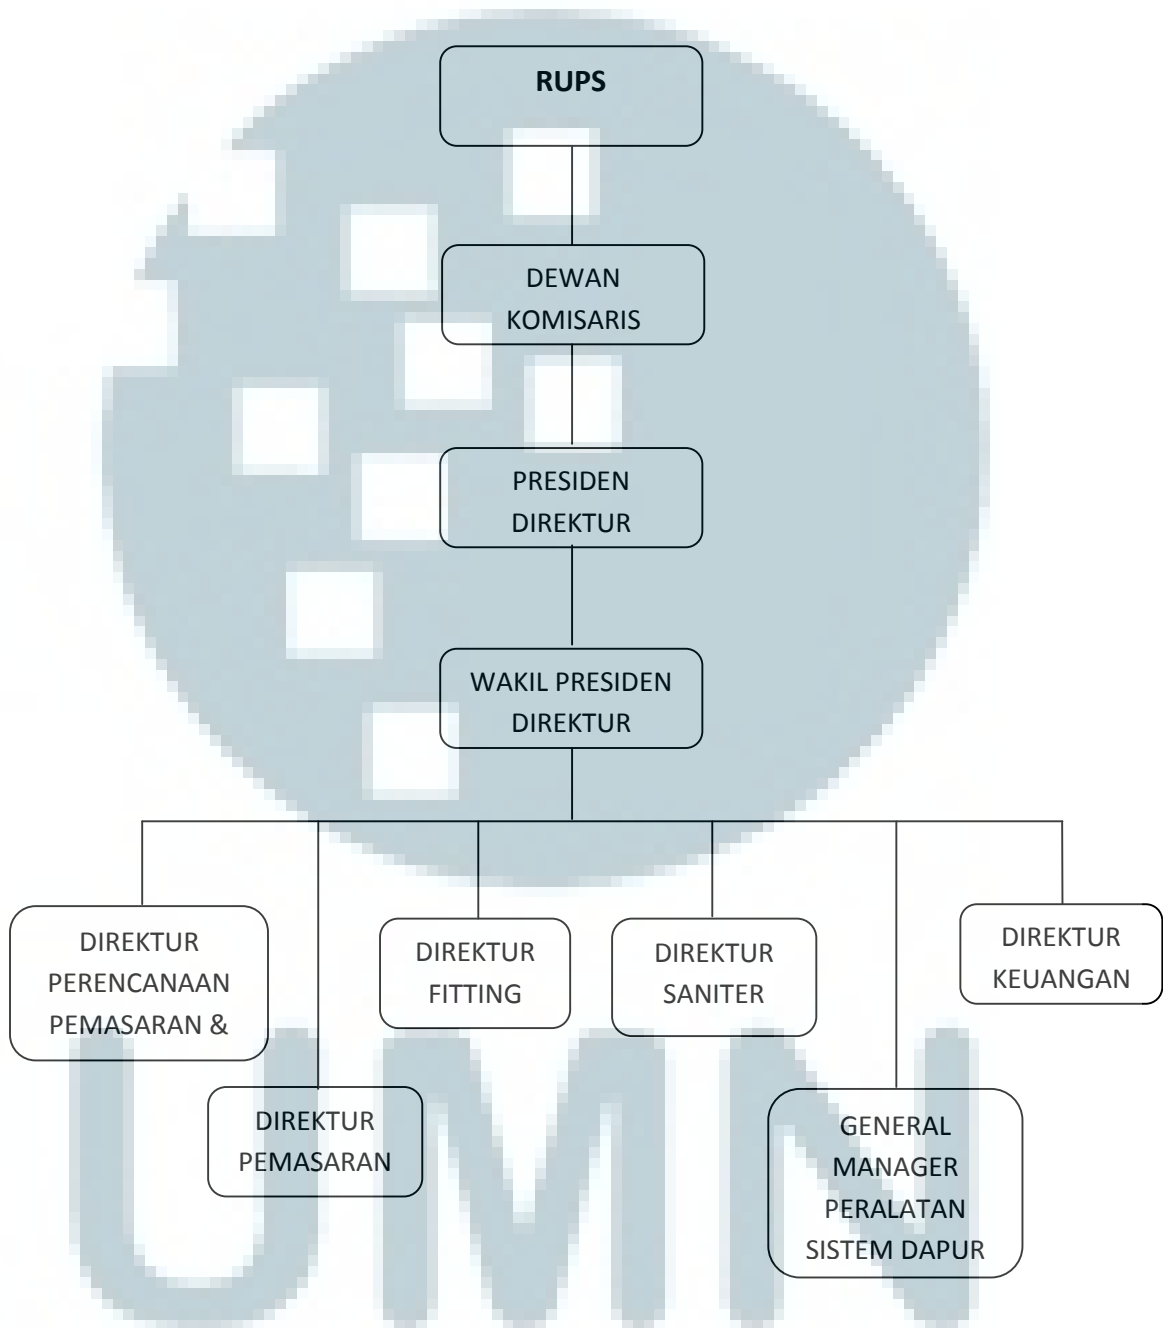 RUPS
DEWAN
KOMISARIS
PRESIDEN
DIREKTUR
WAKIL PRESIDEN
DIREKTUR
DIREKTUR
PERENCANAAN
PEMASARAN &
DIREKTUR
FITTING
DIREKTUR
SANITER
DIREKTUR
KEUANGAN
DIREKTUR
PEMASARAN
GENERAL
MANAGER
PERALATAN
SISTEM DAPUR
UMN